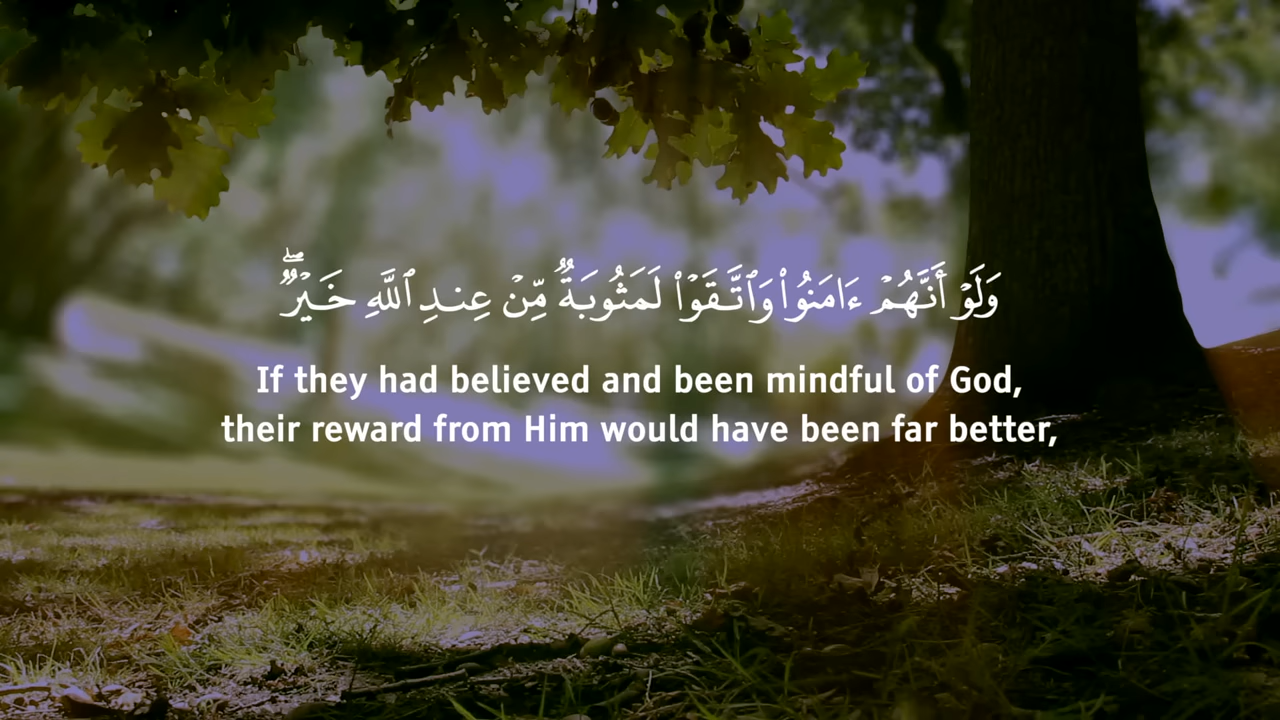 وَلَوْ أَنَّهُمْ ءَامَنُوا۟ وَٱتَّقَوْا۟ لَمَثُوبَةٌ مِّنْ عِندِ ٱللَّهِ خَيْرٌ ۖ
If they had believed and been mindful of God,
their reward from Him would have been far better,